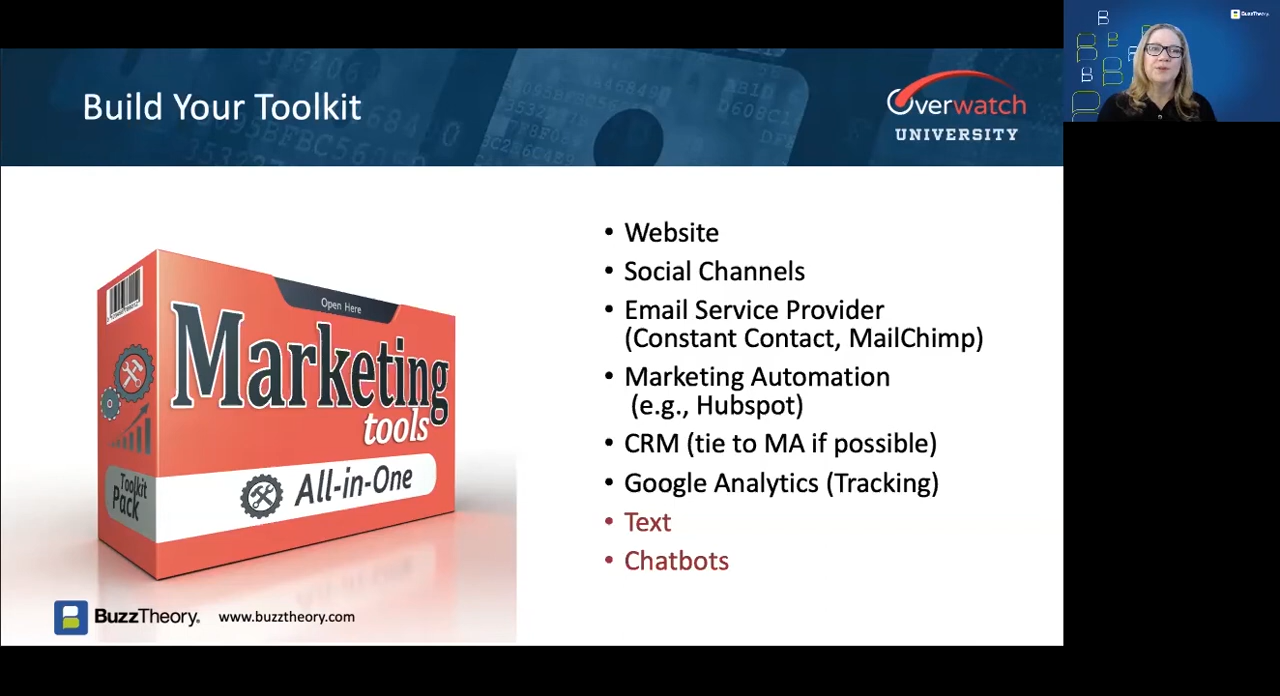 Build Your Toolkit
Overwatch
UNIVERSITY
BuzzTheory
• Website
• Social Channels
• Email Service Provider
(Constant Contact, MailChimp)
• Marketing Automation
(e.g., Hubspot)
• CRM (tie to MA if possible)
• Google Analytics (Tracking)
• Text
• Chatbots
Open Here
Marketing
tools
All-in-One
Toolkit
Pack
BuzzTheory® www.buzztheory.com